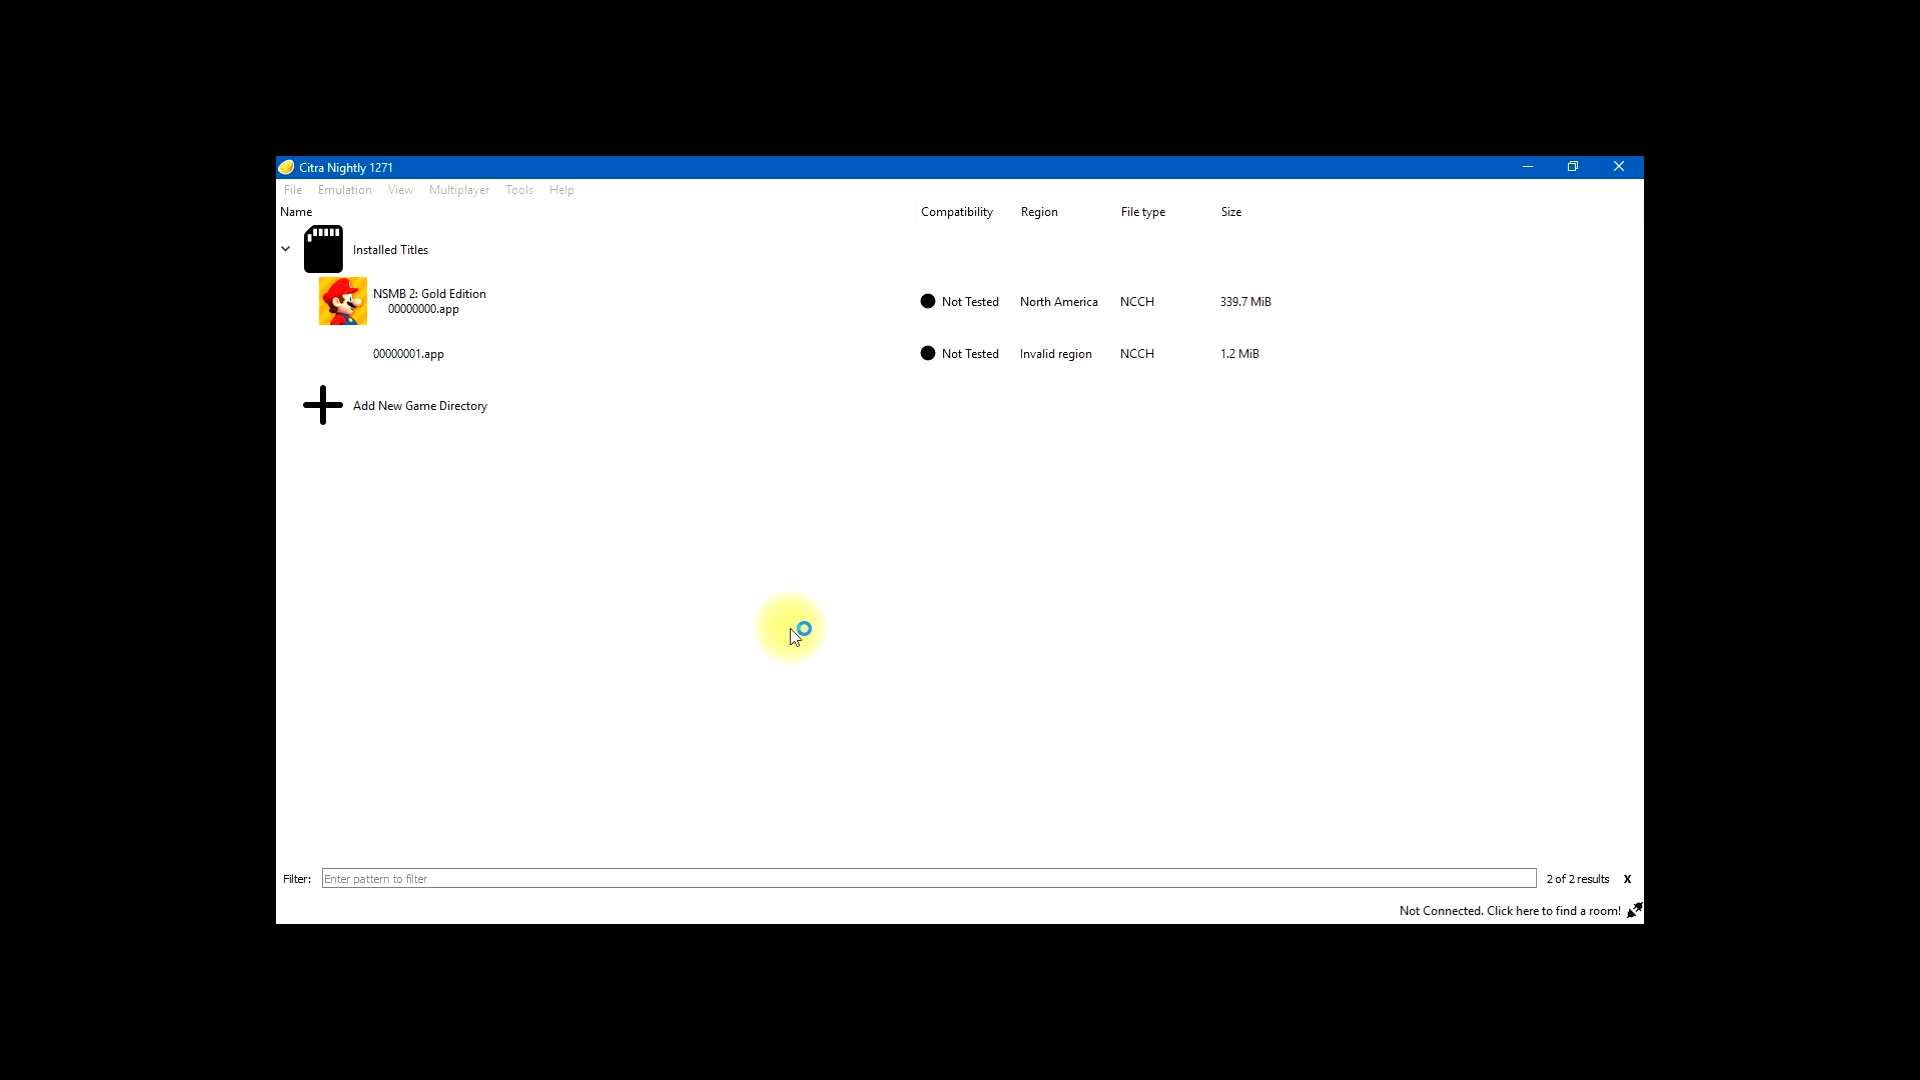 Citra Nightly 1271
File Emulation View Multiplayer Tools Help
Name Compatibility Region File type Size
Installed Titles
NSMB 2: Gold Edition
00000000.app
Not Tested North America NCCH 339.7 MiB
00000001.app Not Tested Invalid region NCCH 1.2 MiB
Add New Game Directory
Filter: Enter pattern to filter 2 of 2 results X
Not Connected. Click here to find a room!